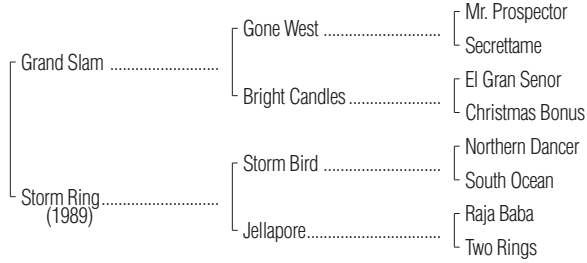 Mr. Prospector
Gone West ..............................
Secrettame
Grand Slam ...........................
El Gran Senor
Bright Candles.......................
Christmas Bonus
Northern Dancer
Storm Bird ..............................
South Ocean
Storm Ring.............................
(1989)
Raja Baba
Jellapore.................................
Two Rings